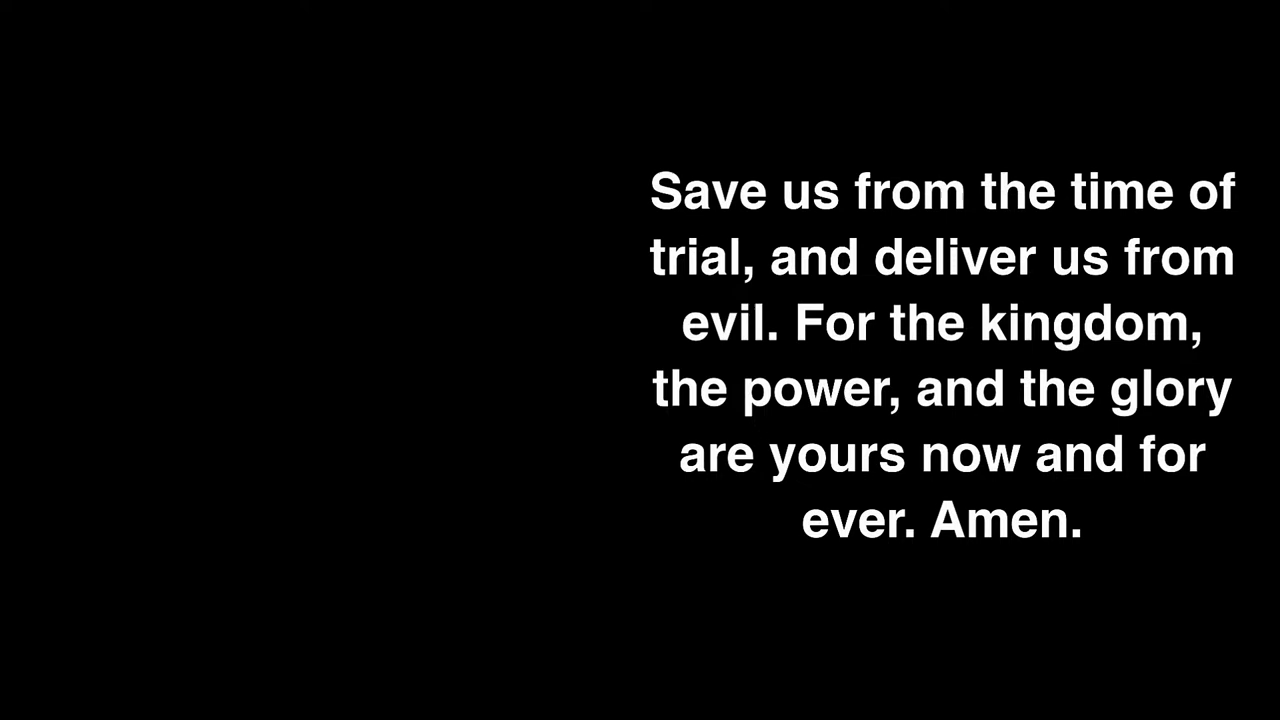 Save us from the time of
trial, and deliver us from
evil. For the kingdom,
the power, and the glory
are yours now and for
ever. Amen.